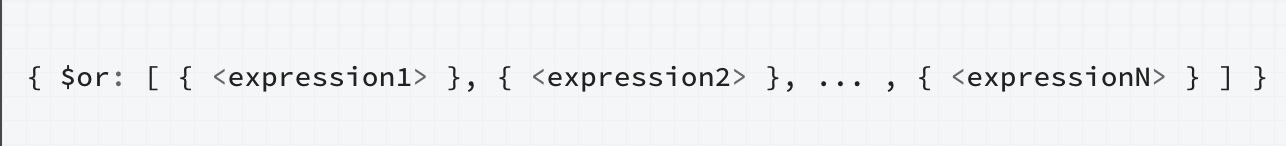 { $or: [ { <expression1> }, { <expression2> }, ... , { <expressionN> } ] }